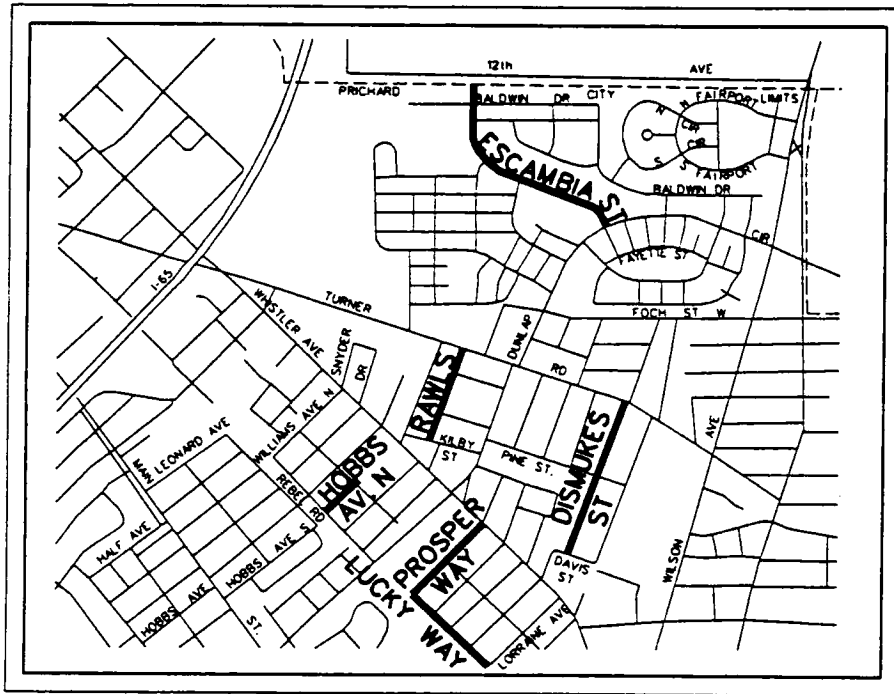 12th AVE
PRICHARD CITY LIMITS
BALDWIN DR
N FAIRPORT
N CIR
CIR
S FAIRPORT
ESCAMBIA ST
BALDWIN DR
CIR
FAYETTE ST
I-65
TURNER
WHISTLER AVE
FOCH ST W
SNYDER
DR
DUNLAP
RD
RAWLS
KILBY
ST
PINE ST.
DISMUKES
ST
AVE
WILSON
MAIN
LEONARD AVE
WILLIAMS AVE N
REBEL RD
HOBBS
AV. N
HALF AVE
HOBBS AVE S
HOBBS AVE
ST.
PROSPER
WAY
LUCKY WAY
DAVIS
ST
LORRANE AVE